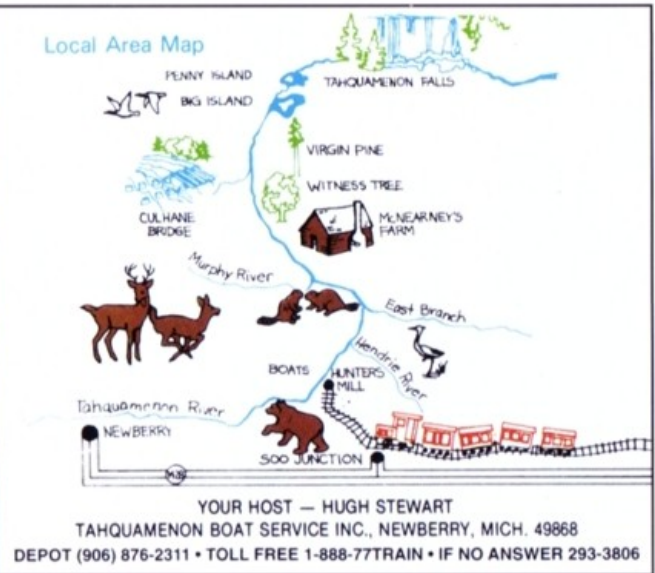 Local Area Map
PENNY ISLAND
TAHQUAMENON FALLS
BIG ISLAND
VIRGIN PINE
WITNESS TREE
CULHANE
BRIDGE
McNEARNEY'S
FARM
Murphy River
East Branch
Hendrie River
BOATS
HUNTERS
MILL
Tahquamenon River
NEWBERRY
SOO JUNCTION
YOUR HOST — HUGH STEWART
TAHQUAMENON BOAT SERVICE INC., NEWBERRY, MICH. 49868
DEPOT (906) 876-2311 • TOLL FREE 1-888-77TRAIN • IF NO ANSWER 293-3806